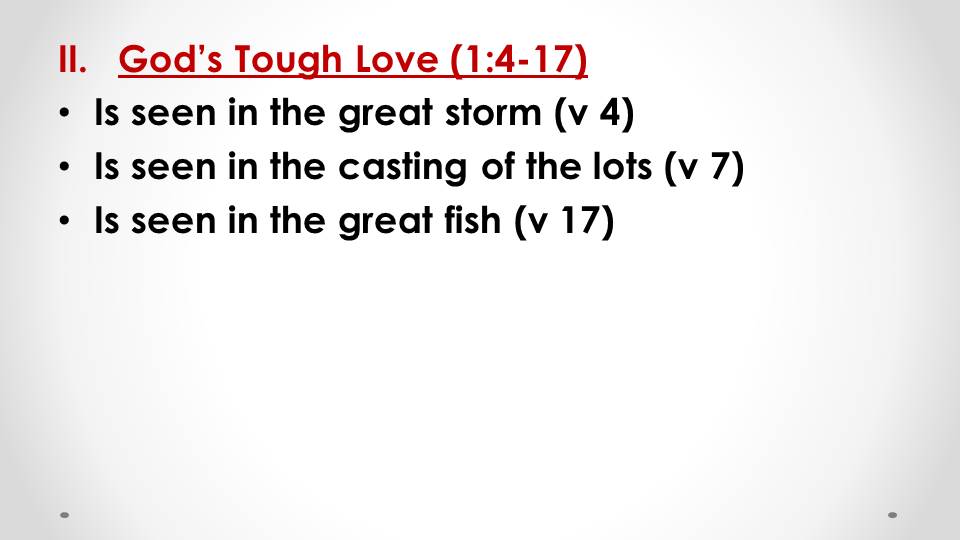 II. God’s Tough Love (1:4-17)
• Is seen in the great storm (v 4)
• Is seen in the casting of the lots (v 7)
• Is seen in the great fish (v 17)